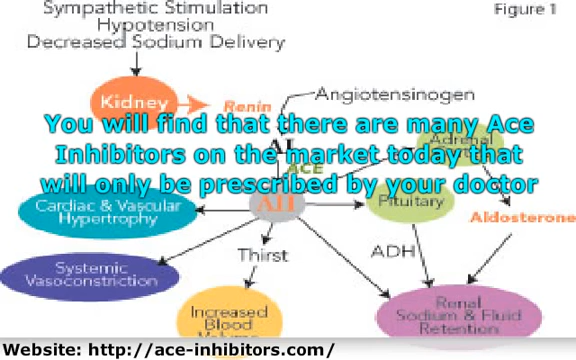 Sympathetic Stimulation
Hypotension
Decreased Sodium Delivery
Figure 1
Kidney
Renin
Angiotensinogen
You will find that there are many Ace
Inhibitors on the market today that
will only be prescribed by your doctor
AI
ACE
Adrenal
AII
Cardiac & Vascular
Hypertrophy
Pituitary
Aldosterone
Systemic
Vasoconstriction
Thirst
ADH
Increased
Blood
Volume
Renal
Sodium & Fluid
Retention
Website: http://ace-inhibitors.com/